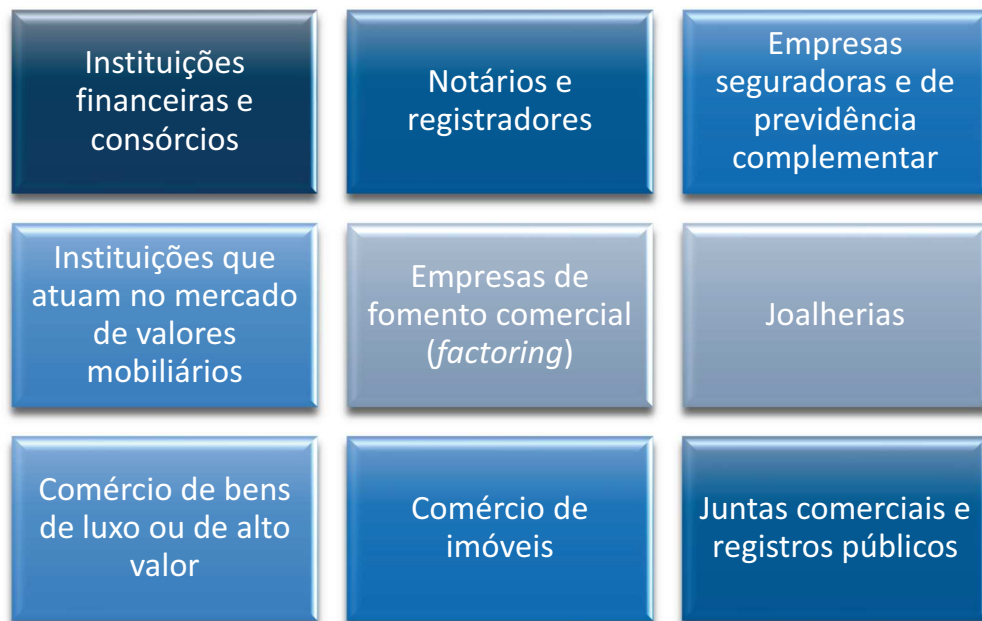 Instituições
financeiras e
consórcios
Notários e
registradores
Empresas
seguradoras e de
previdência
complementar
Instituições que
atuam no mercado
de valores
mobiliários
Empresas de
fomento comercial
(factoring)
Joalherias
Comércio de bens
de luxo ou de alto
valor
Comércio de
imóveis
Juntas comerciais e
registros públicos